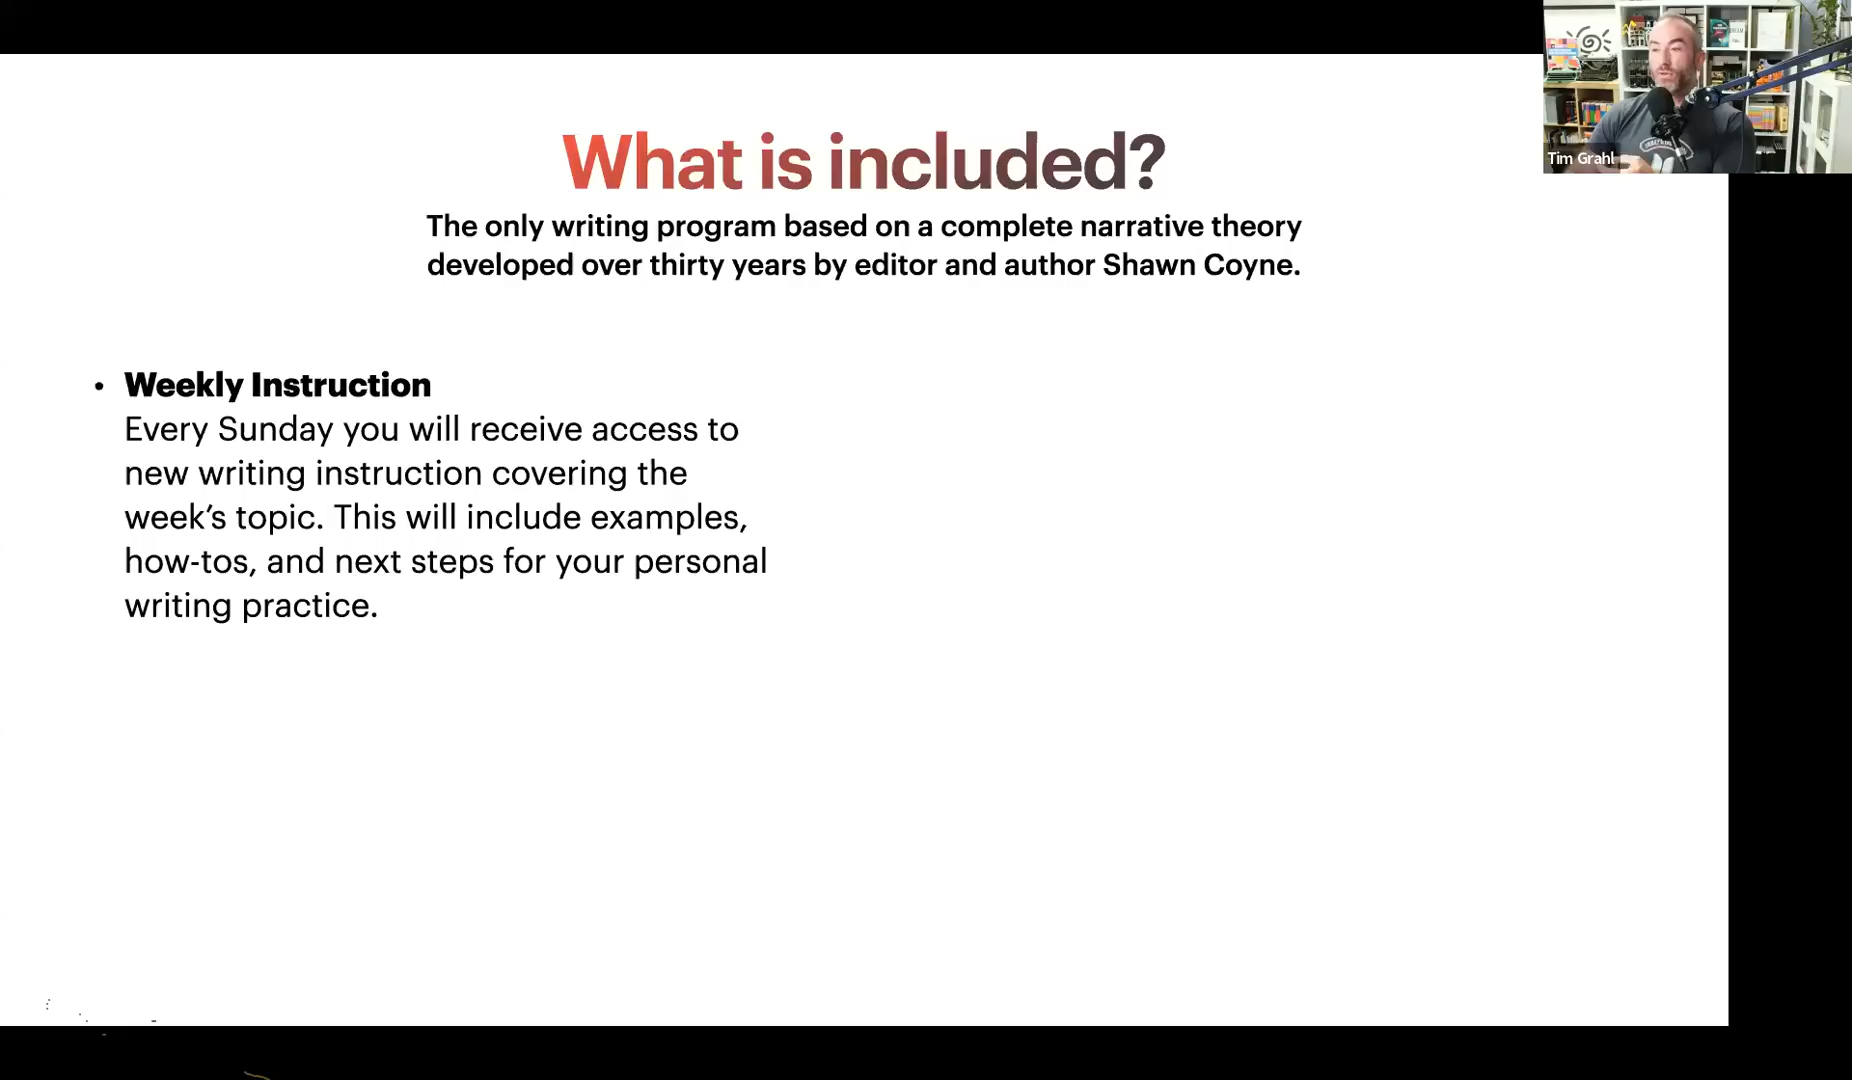 What is included?
The only writing program based on a complete narrative theory
developed over thirty years by editor and author Shawn Coyne.
• Weekly Instruction
Every Sunday you will receive access to
new writing instruction covering the
week’s topic. This will include examples,
how-tos, and next steps for your personal
writing practice.
Tim Grahl